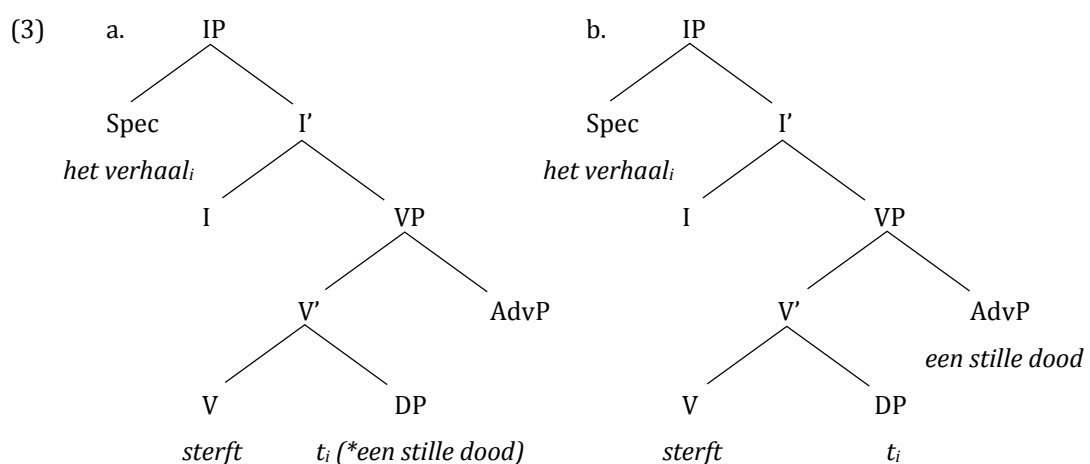 (3) a. IP b. IP
Spec I’ Spec I’
het verhaalᵢ het verhaalᵢ
I VP I VP
V’ AdvP V’ AdvP
een stille dood
V DP V DP
sterft tᵢ (*een stille dood) sterft tᵢ